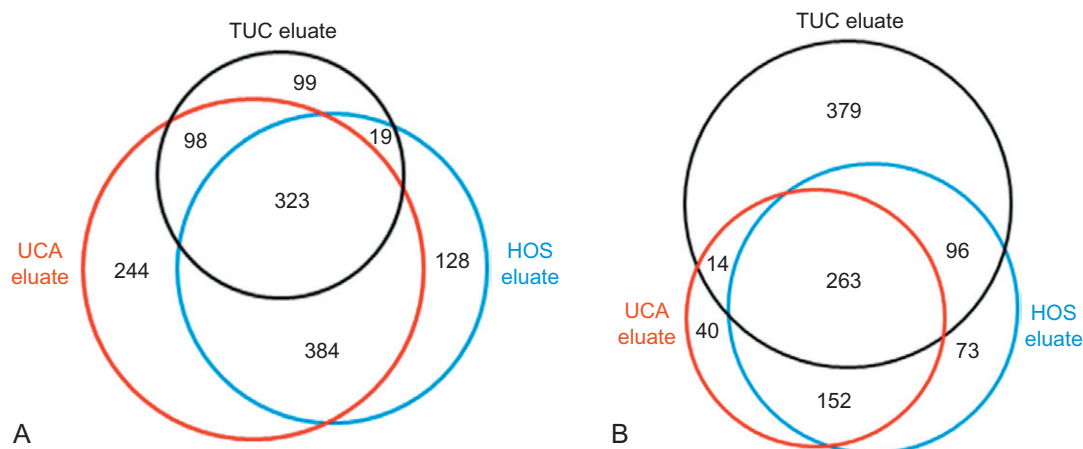 TUC eluate
99
98
19
323
UCA
eluate
244
128
HOS
eluate
384
A
TUC eluate
379
14
96
263
UCA
eluate
40
HOS
eluate
73
152
B